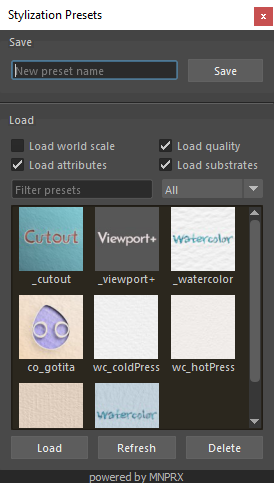 Stylization Presets
x
Save
New preset name
Save
Load
Load world scale
Load quality
Load attributes
Load substrates
Filter presets
All
Cutout
Viewport+
Watercolor
_cutout
_viewport+
_watercolor
co_gotita
wc_coldPress
wc_hotPress
Watercolor
Load
Refresh
Delete
powered by MNPRX